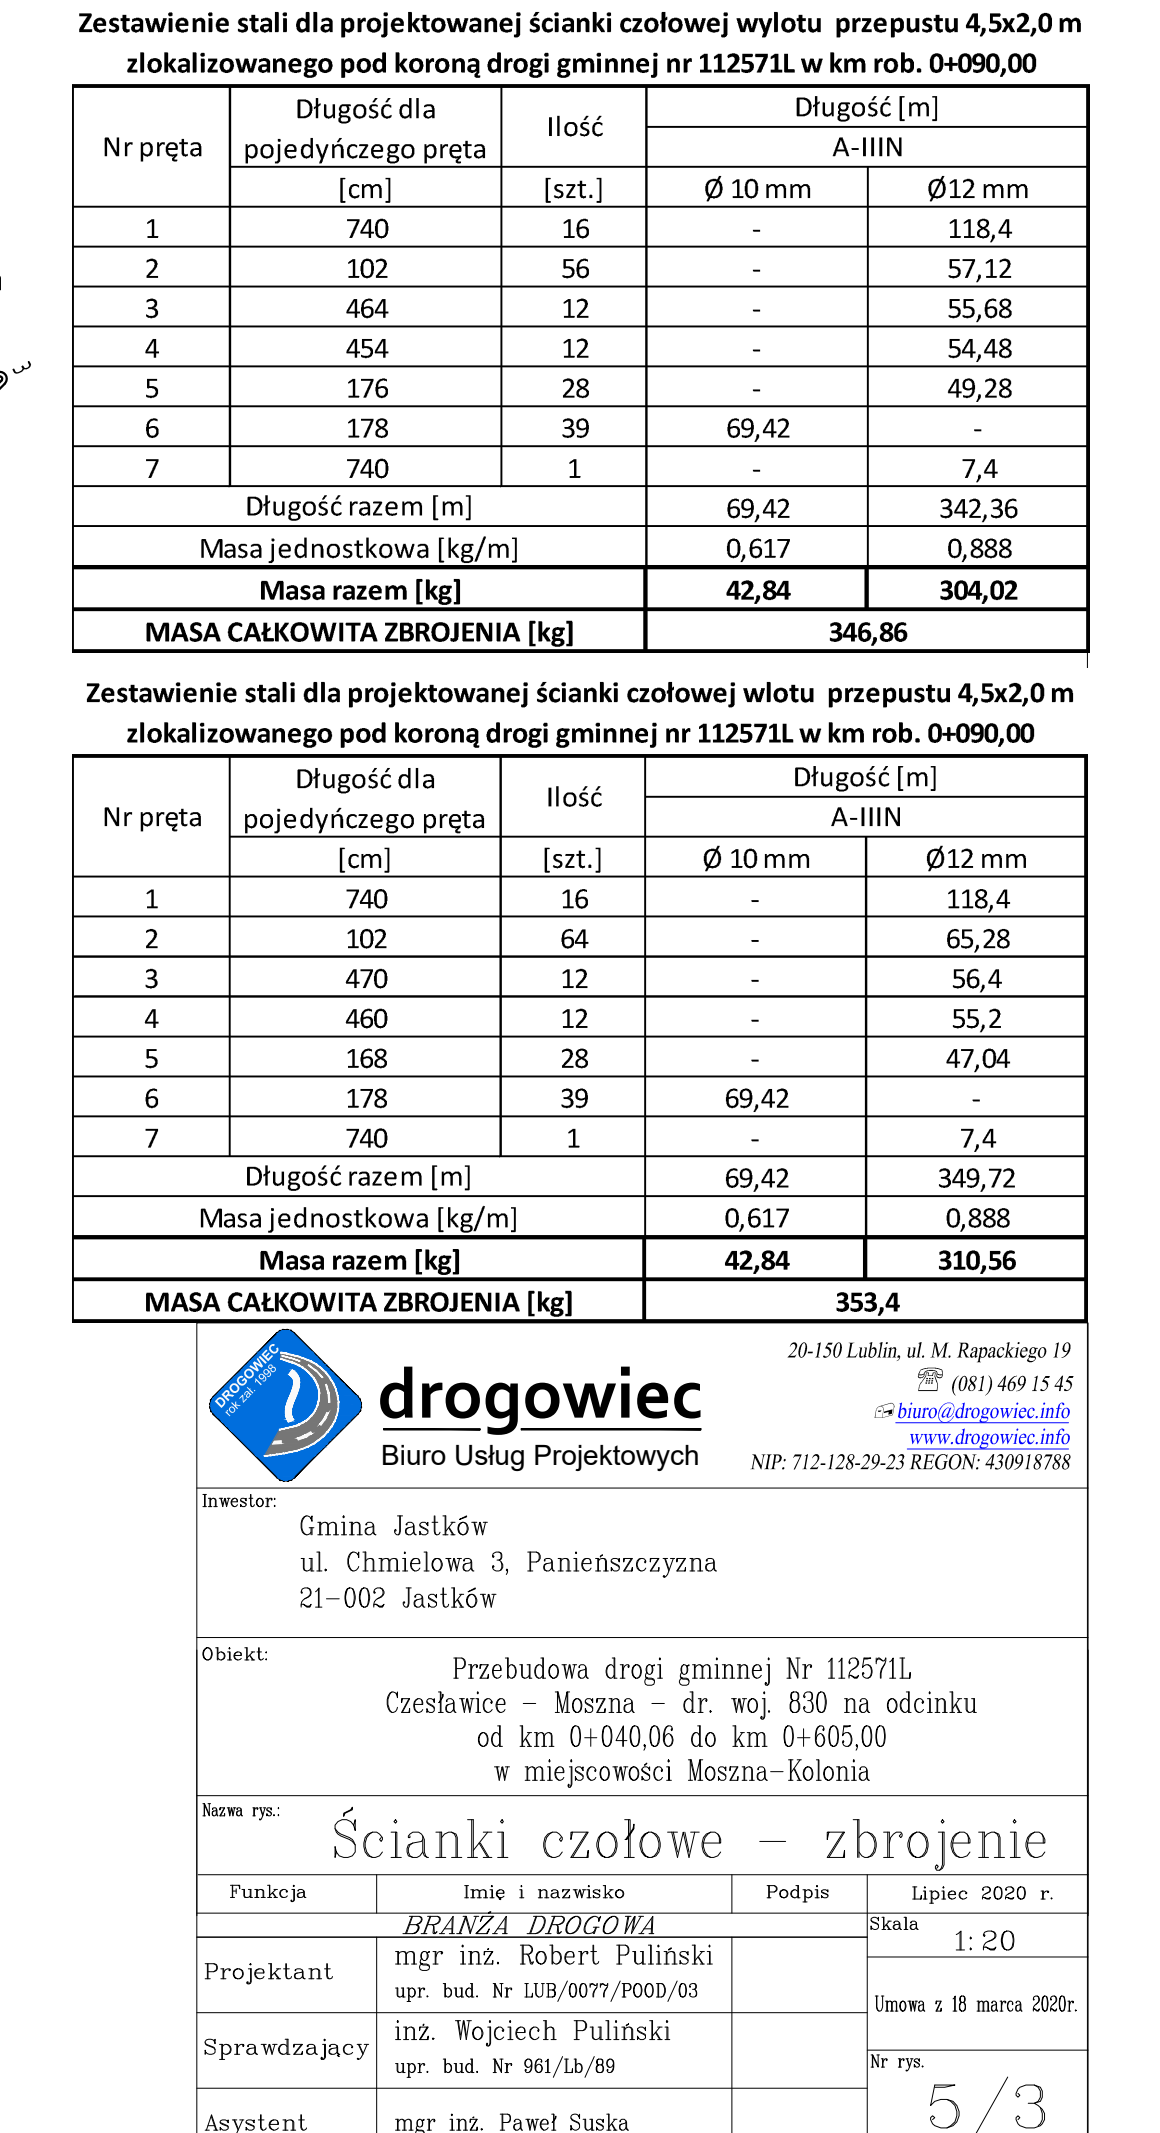 Zestawienie stali dla projektowanej ścianki czołowej wylotu przepustu 4,5x2,0 m
zlokalizowanego pod koroną drogi gminnej nr 112571L w km rob. 0+090,00
Nr pręta Długość dla pojedyńczego pręta Ilość Długość [m]
A-IIIN
[cm] [szt.] Ø 10 mm Ø12 mm
1 740 16 - 118,4
2 102 56 - 57,12
3 464 12 - 55,68
4 454 12 - 54,48
5 176 28 - 49,28
6 178 39 69,42 -
7 740 1 - 7,4
Długość razem [m] 69,42 342,36
Masa jednostkowa [kg/m] 0,617 0,888
Masa razem [kg] 42,84 304,02
MASA CAŁKOWITA ZBROJENIA [kg] 346,86
Zestawienie stali dla projektowanej ścianki czołowej wlotu przepustu 4,5x2,0 m
zlokalizowanego pod koroną drogi gminnej nr 112571L w km rob. 0+090,00
Nr pręta Długość dla pojedyńczego pręta Ilość Długość [m]
A-IIIN
[cm] [szt.] Ø 10 mm Ø12 mm
1 740 16 - 118,4
2 102 64 - 65,28
3 470 12 - 56,4
4 460 12 - 55,2
5 168 28 - 47,04
6 178 39 69,42 -
7 740 1 - 7,4
Długość razem [m] 69,42 349,72
Masa jednostkowa [kg/m] 0,617 0,888
Masa razem [kg] 42,84 310,56
MASA CAŁKOWITA ZBROJENIA [kg] 353,4
DROGOWIEC
rok zał. 1998
drogowiec
Biuro Usług Projektowych
20-150 Lublin, ul. M. Rapackiego 19
(081) 469 15 45
biuro@drogowiec.info
www.drogowiec.info
NIP: 712-128-29-23 REGON: 430918788
Inwestor:
Gmina Jastków
ul. Chmielowa 3, Panieńszczyzna
21-002 Jastków
Obiekt:
Przebudowa drogi gminnej Nr 112571L
Czesławice - Moszna - dr. woj. 830 na odcinku
od km 0+040,06 do km 0+605,00
w miejscowości Moszna-Kolonia
Nazwa rys.:
Ścianki czołowe - zbrojenie
Funkcja Imię i nazwisko Podpis Lipiec 2020 r.
BRANŻA DROGOWA
Skala
1:20
Projektant
mgr inż. Robert Puliński
upr. bud. Nr LUB/0077/POOD/03
Umowa z 18 marca 2020r.
Sprawdzający
inż. Wojciech Puliński
upr. bud. Nr 961/Lb/89
Nr rys.
5/3
Asystent mgr inż. Paweł Suska